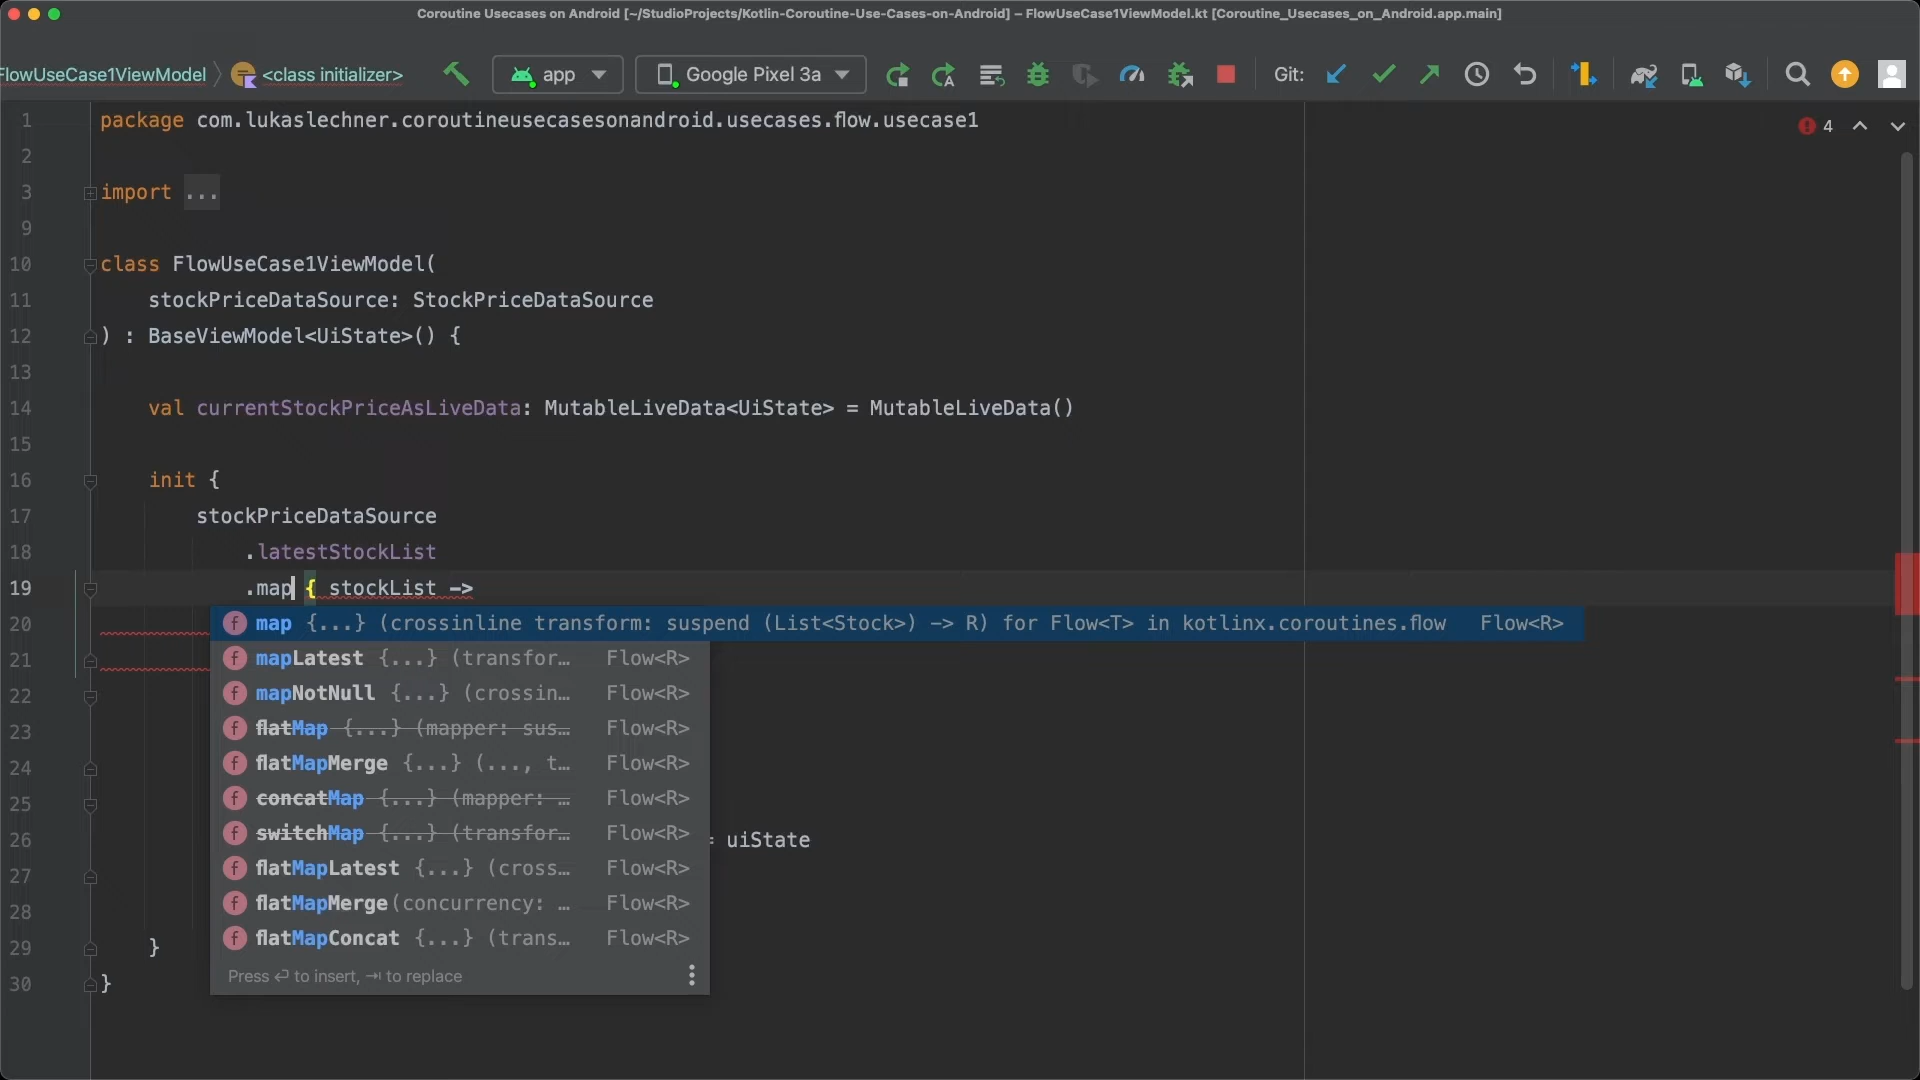 Coroutine Usecases on Android [~/StudioProjects/Kotlin-Coroutine-Use-Cases-on-Android] – FlowUseCase1ViewModel.kt [Coroutine_Usecases_on_Android.app.main]
FlowUseCase1ViewModel <class initializer> app Google Pixel 3a Git:
1 package com.lukaslechner.coroutineusecasesonandroid.usecases.flow.usecase1
4
2
3 import ...
9
10 class FlowUseCase1ViewModel(
11 stockPriceDataSource: StockPriceDataSource
12 ) : BaseViewModel<UiState>() {
13
14 val currentStockPriceAsLiveData: MutableLiveData<UiState> = MutableLiveData()
15
16 init {
17 stockPriceDataSource
18 .latestStockList
19 .map { stockList ->
20 f map {...} (crossinline transform: suspend (List<Stock>) -> R) for Flow<T> in kotlinx.coroutines.flow Flow<R>
21 f mapLatest {...} (transfor... Flow<R>
22 f mapNotNull {...} (crossin... Flow<R>
23 f flatMap {...} (mapper: sus... Flow<R>
24 f flatMapMerge {...} (..., t... Flow<R>
25 f concatMap {...} (mapper: ... Flow<R>
26 f switchMap {...} (transfor... Flow<R> = uiState
27 f flatMapLatest {...} (cross... Flow<R>
28 f flatMapMerge(concurrency: ... Flow<R>
29 } f flatMapConcat {...} (trans... Flow<R>
30 } Press ↵ to insert, ⇥ to replace